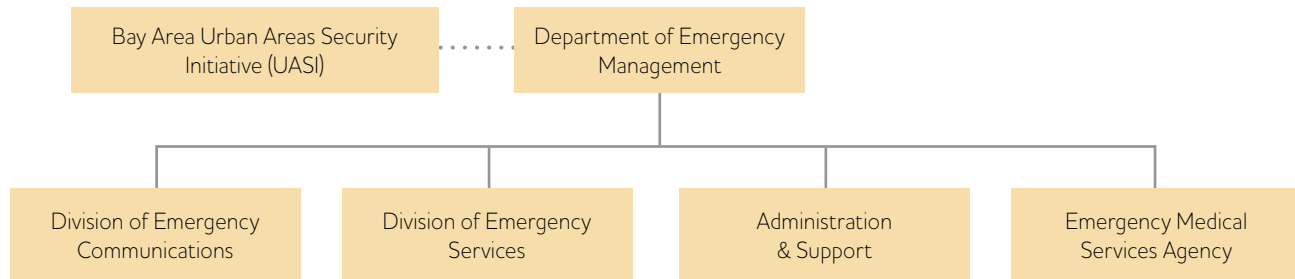 Bay Area Urban Areas Security
Initiative (UASI)
Department of Emergency
Management
Division of Emergency
Communications
Division of Emergency
Services
Administration
& Support
Emergency Medical
Services Agency